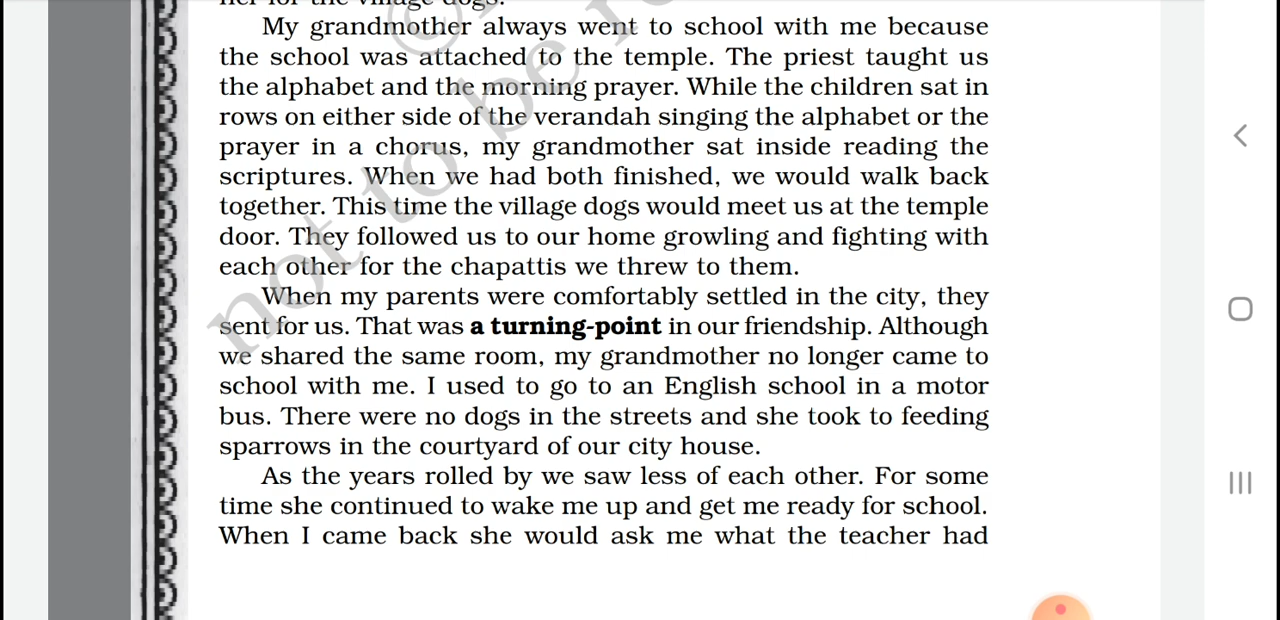 her for the village dogs.
My grandmother always went to school with me because
the school was attached to the temple. The priest taught us
the alphabet and the morning prayer. While the children sat in
rows on either side of the verandah singing the alphabet or the
prayer in a chorus, my grandmother sat inside reading the
scriptures. When we had both finished, we would walk back
together. This time the village dogs would meet us at the temple
door. They followed us to our home growling and fighting with
each other for the chapattis we threw to them.
When my parents were comfortably settled in the city, they
sent for us. That was a turning-point in our friendship. Although
we shared the same room, my grandmother no longer came to
school with me. I used to go to an English school in a motor
bus. There were no dogs in the streets and she took to feeding
sparrows in the courtyard of our city house.
As the years rolled by we saw less of each other. For some
time she continued to wake me up and get me ready for school.
When I came back she would ask me what the teacher had
©
not to be r